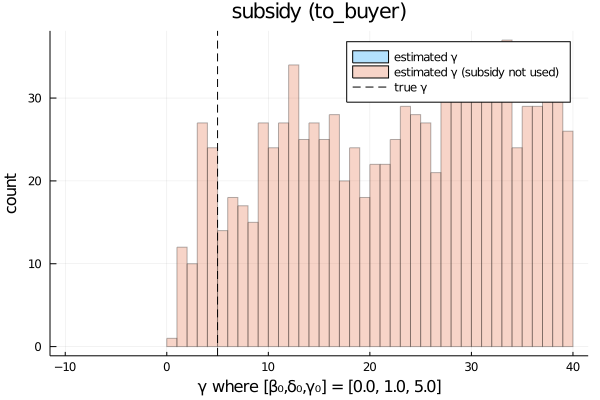 subsidy (to_buyer)
estimated γ
estimated γ (subsidy not used)
true γ
count
30
20
10
0
−10
0
10
20
30
40
γ where [β₀,δ₀,γ₀] = [0.0, 1.0, 5.0]